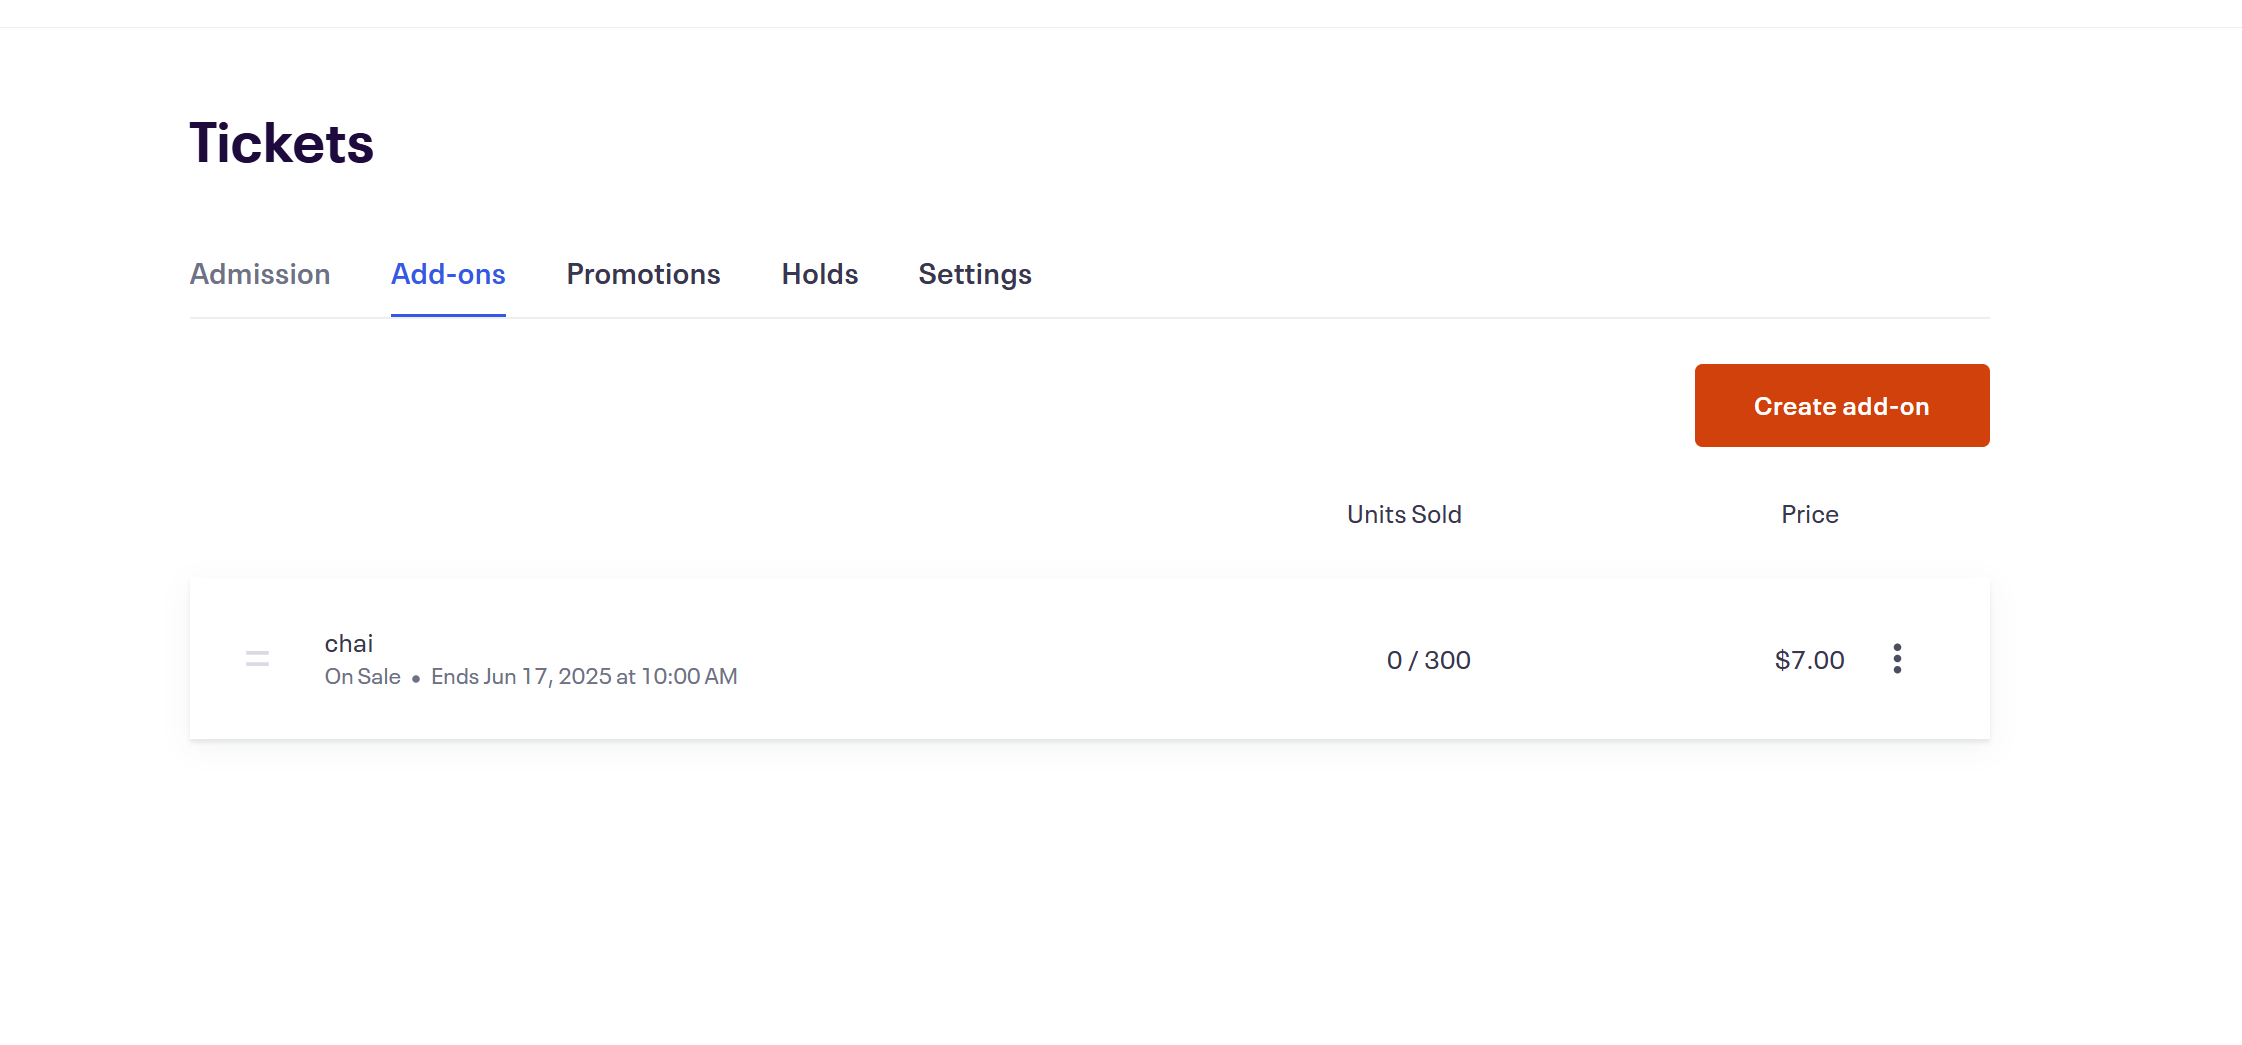 Tickets
Admission Add-ons Promotions Holds Settings
Create add-on
Units Sold Price
chai
On Sale • Ends Jun 17, 2025 at 10:00 AM
0 / 300 $7.00